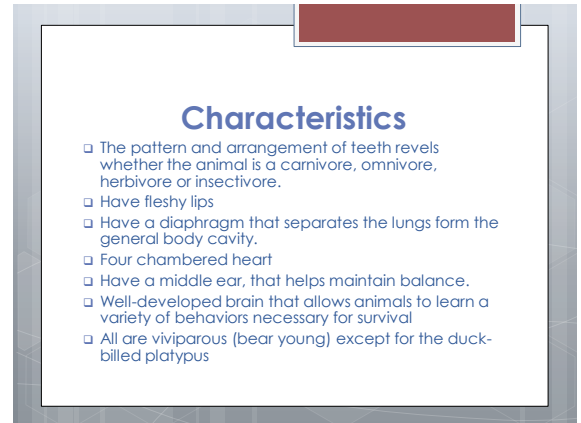 Characteristics
The pattern and arrangement of teeth revels
whether the animal is a carnivore, omnivore,
herbivore or insectivore.
Have fleshy lips
Have a diaphragm that separates the lungs form the
general body cavity.
Four chambered heart
Have a middle ear, that helps maintain balance.
Well-developed brain that allows animals to learn a
variety of behaviors necessary for survival
All are viviparous (bear young) except for the duck-
billed platypus